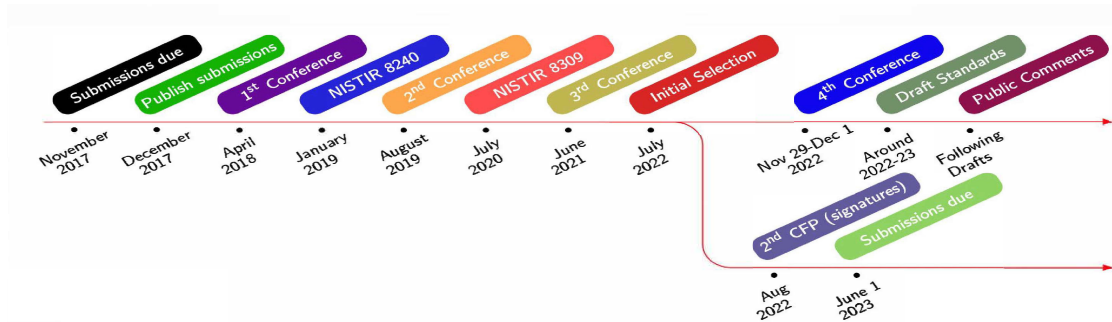 Submissions due
November
2017
Publish submissions
December
2017
1st Conference
April
2018
NISTIR 8240
January
2019
2nd Conference
August
2019
NISTIR 8309
July
2020
3rd Conference
June
2021
Initial Selection
July
2022
4th Conference
Nov 29-Dec 1
2022
Draft Standards
Around
2022-23
Public Comments
Following
Drafts
2nd CFP (signatures)
Aug
2022
Submissions due
June 1
2023